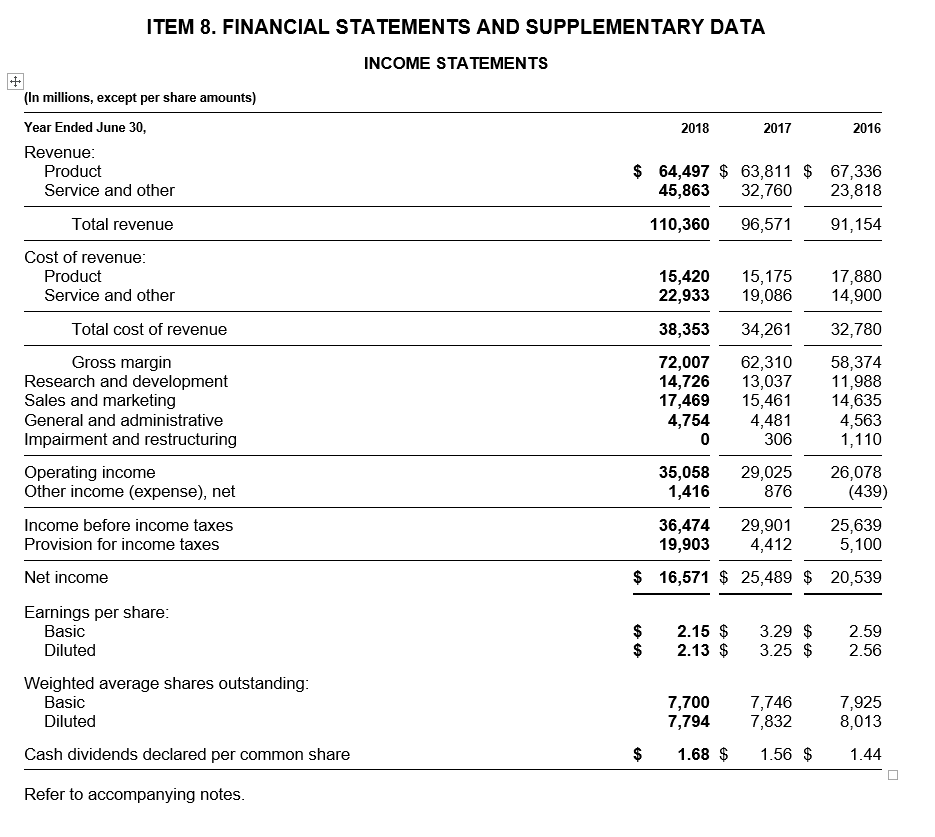 ITEM 8. FINANCIAL STATEMENTS AND SUPPLEMENTARY DATA
INCOME STATEMENTS
(In millions, except per share amounts)
Year Ended June 30, 2018 2017 2016
Revenue:
Product $ 64,497 $ 63,811 $ 67,336
Service and other 45,863 32,760 23,818
Total revenue 110,360 96,571 91,154
Cost of revenue:
Product 15,420 15,175 17,880
Service and other 22,933 19,086 14,900
Total cost of revenue 38,353 34,261 32,780
Gross margin 72,007 62,310 58,374
Research and development 14,726 13,037 11,988
Sales and marketing 17,469 15,461 14,635
General and administrative 4,754 4,481 4,563
Impairment and restructuring 0 306 1,110
Operating income 35,058 29,025 26,078
Other income (expense), net 1,416 876 (439)
Income before income taxes 36,474 29,901 25,639
Provision for income taxes 19,903 4,412 5,100
Net income $ 16,571 $ 25,489 $ 20,539
Earnings per share:
Basic $ 2.15 $ 3.29 $ 2.59
Diluted $ 2.13 $ 3.25 $ 2.56
Weighted average shares outstanding:
Basic 7,700 7,746 7,925
Diluted 7,794 7,832 8,013
Cash dividends declared per common share $ 1.68 $ 1.56 $ 1.44
Refer to accompanying notes.